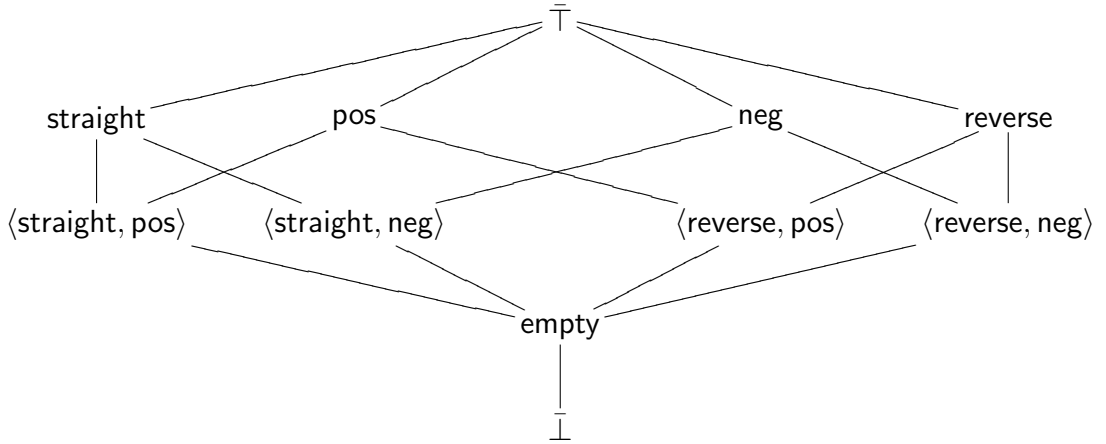 ⊤̄
straight pos neg reverse
⟨straight, pos⟩ ⟨straight, neg⟩ ⟨reverse, pos⟩ ⟨reverse, neg⟩
empty
⊥̄